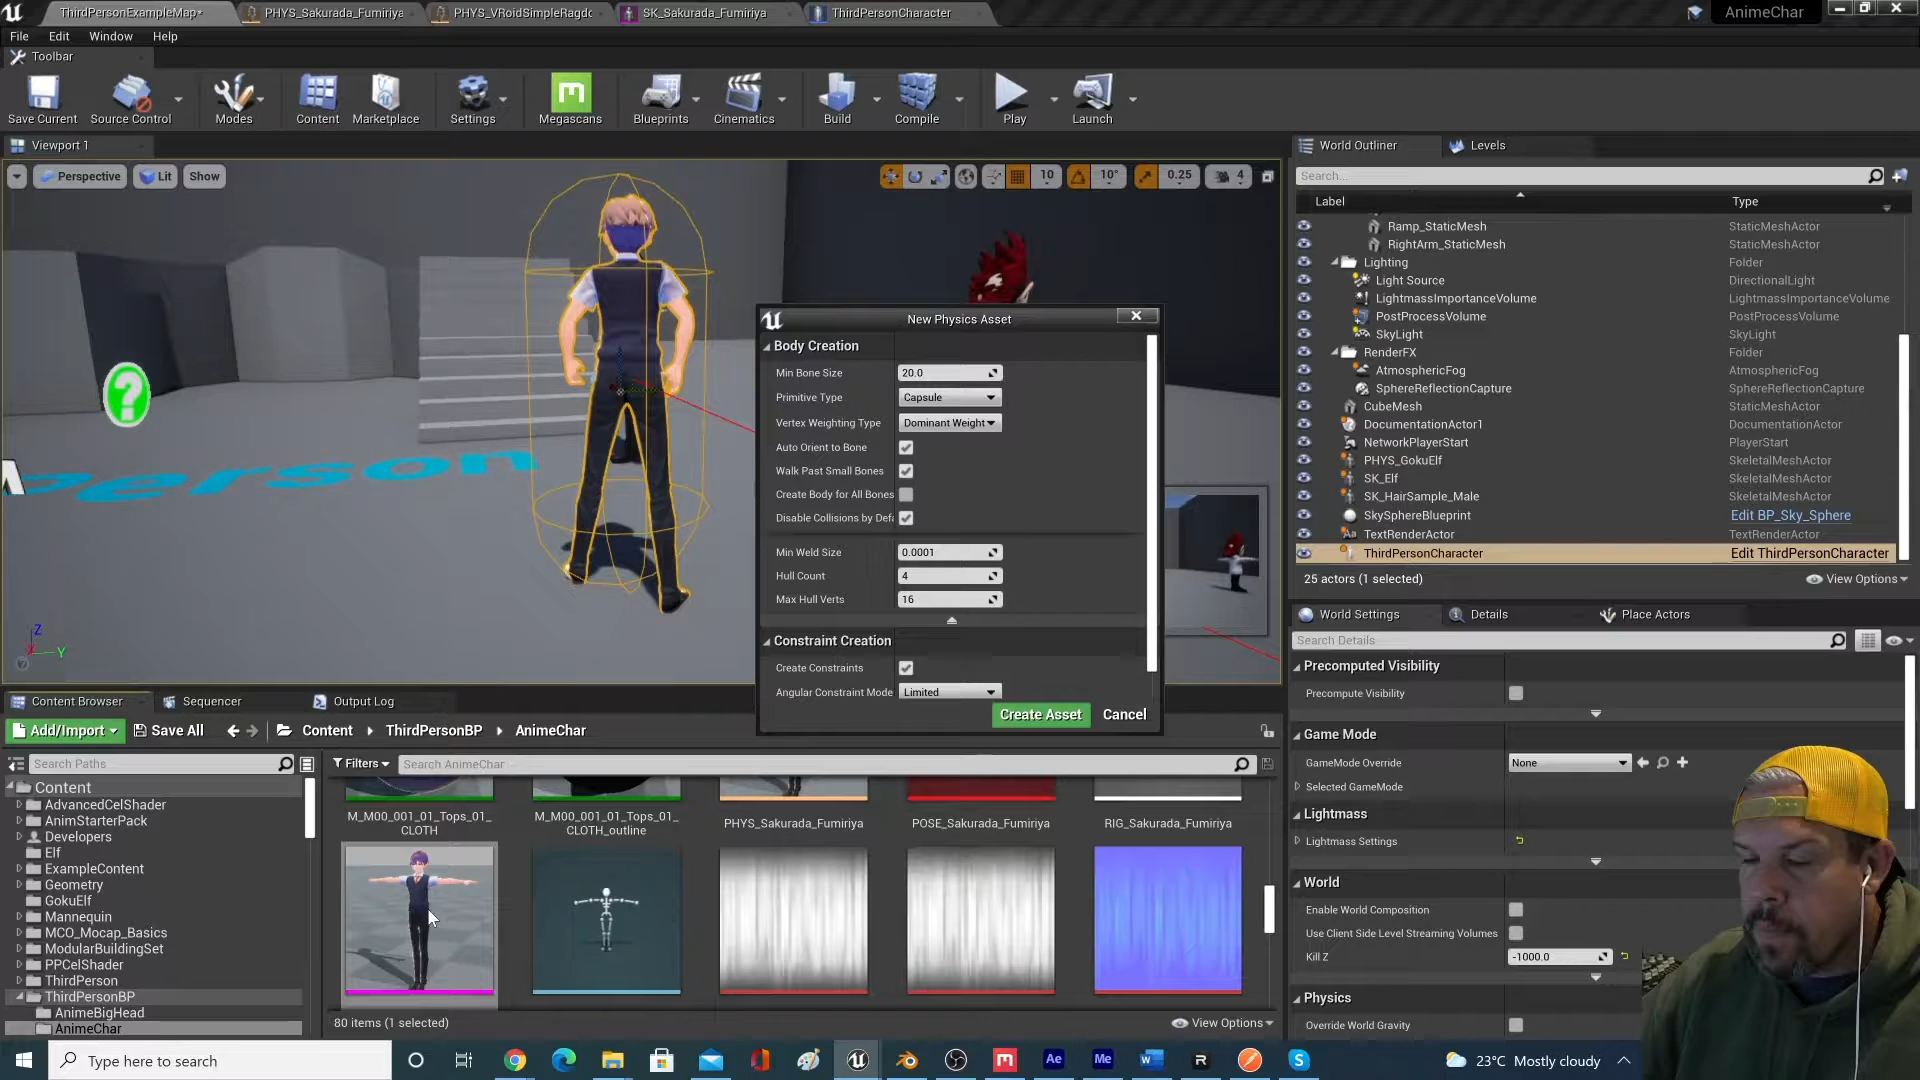 ThirdPersonExampleMap*
PHYS_Sakurada_Fumiriya
PHYS_VRoidSimpleRagdo
SK_Sakurada_Fumiriya
ThirdPersonCharacter
AnimeChar
File Edit Window Help
Toolbar
Save Current
Source Control
Modes
Content
Marketplace
Settings
Megascans
Blueprints
Cinematics
Build
Compile
Play
Launch
Viewport 1
Perspective
Lit
Show
10
10°
0.25
4
World Outliner
Levels
Search...
Label
Type
Ramp_StaticMesh StaticMeshActor
RightArm_StaticMesh StaticMeshActor
Lighting Folder
Light Source DirectionalLight
LightmassImportanceVolume LightmassImportanceVolume
PostProcessVolume PostProcessVolume
SkyLight SkyLight
RenderFX Folder
AtmosphericFog AtmosphericFog
SphereReflectionCapture SphereReflectionCapture
CubeMesh StaticMeshActor
DocumentationActor1 DocumentationActor
NetworkPlayerStart PlayerStart
PHYS_GokuElf SkeletalMeshActor
SK_Elf SkeletalMeshActor
SK_HairSample_Male SkeletalMeshActor
SkySphereBlueprint Edit BP_Sky_Sphere
TextRenderActor TextRenderActor
ThirdPersonCharacter Edit ThirdPersonCharacter
25 actors (1 selected)
View Options
person
Z
Y
New Physics Asset
Body Creation
Min Bone Size 20.0
Primitive Type Capsule
Vertex Weighting Type Dominant Weight
Auto Orient to Bone
Walk Past Small Bones
Create Body for All Bones
Disable Collisions by Defa
Min Weld Size 0.0001
Hull Count 4
Max Hull Verts 16
Constraint Creation
Create Constraints
Angular Constraint Mode Limited
Create Asset
Cancel
World Settings
Details
Place Actors
Search Details
Precomputed Visibility
Precompute Visibility
Game Mode
GameMode Override None
Selected GameMode
Lightmass
Lightmass Settings
World
Enable World Composition
Use Client Side Level Streaming Volumes
Kill Z -1000.0
Physics
Override World Gravity
Content Browser
Sequencer
Output Log
Add/Import
Save All
Content
ThirdPersonBP
AnimeChar
Search Paths
Filters
Search AnimeChar
Content
AdvancedCelShader
AnimStarterPack
Developers
Elf
ExampleContent
Geometry
GokuElf
Mannequin
MCO_Mocap_Basics
ModularBuildingSet
PPCelShader
ThirdPerson
ThirdPersonBP
AnimeBigHead
AnimeChar
M_M00_001_01_Tops_01_
CLOTH
M_M00_001_01_Tops_01_
CLOTH_outline
PHYS_Sakurada_Fumiriya
POSE_Sakurada_Fumiriya
RIG_Sakurada_Fumiriya
80 items (1 selected)
View Options
Type here to search
Ae
Me
W
R
S
23°C Mostly cloudy